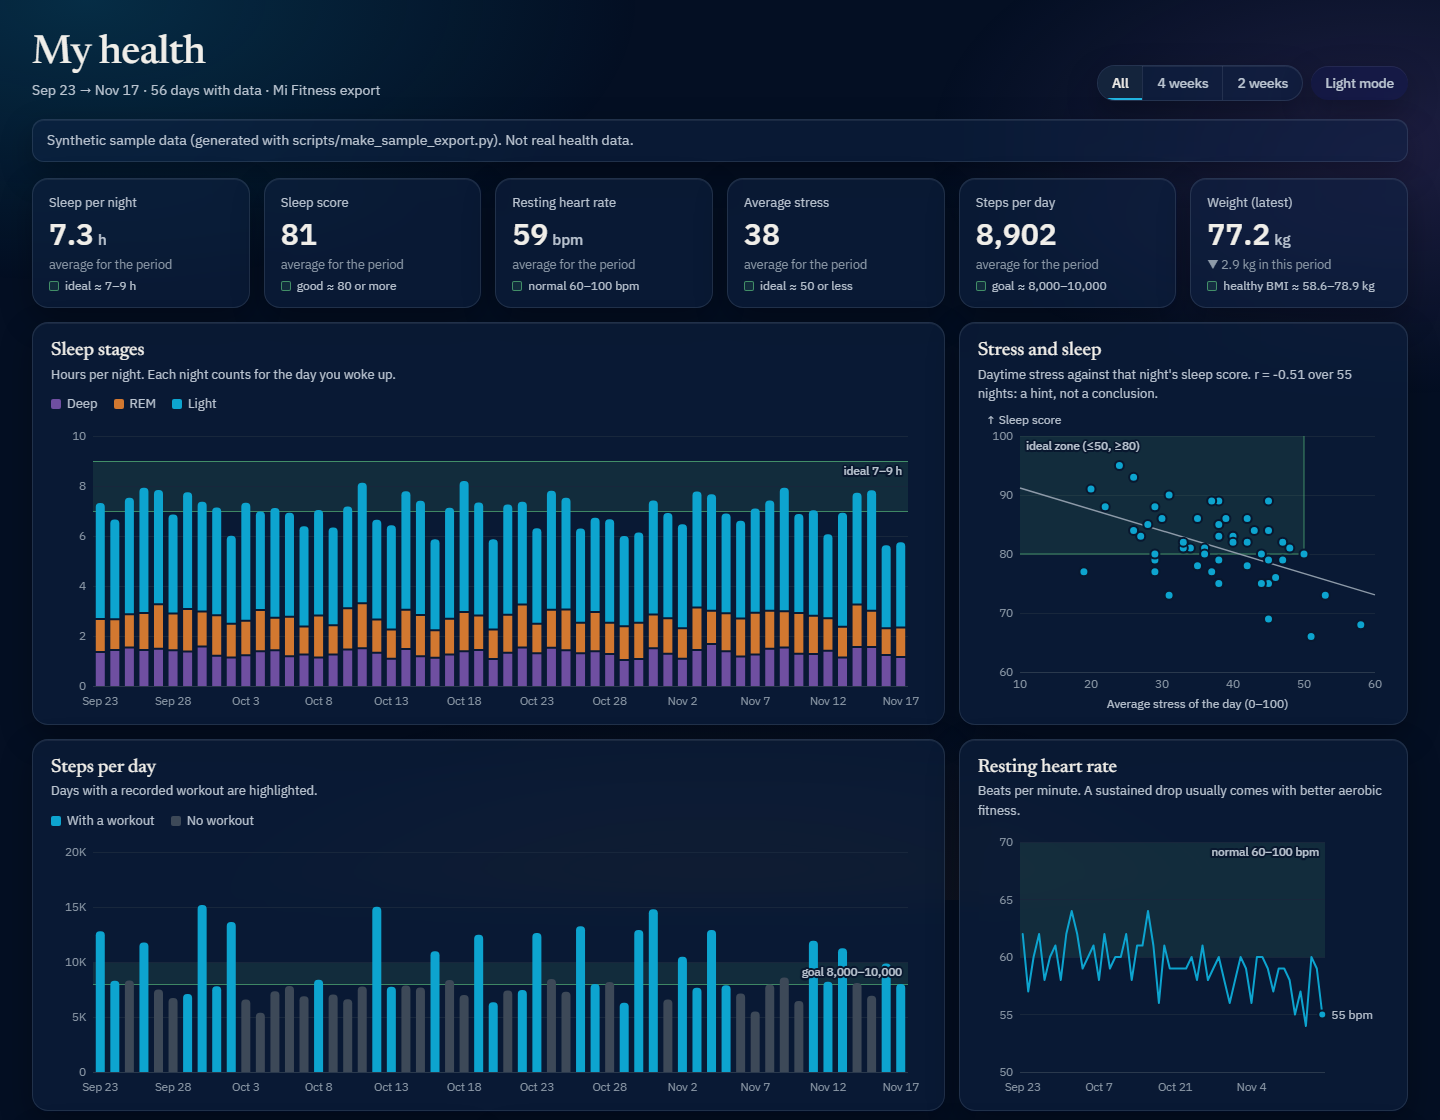 My health
Sep 23 → Nov 17 · 56 days with data · Mi Fitness export
All
4 weeks
2 weeks
Light mode
Synthetic sample data (generated with scripts/make_sample_export.py). Not real health data.
Sleep per night
7.3 h
average for the period
ideal ≈ 7–9 h
Sleep score
81
average for the period
good ≈ 80 or more
Resting heart rate
59 bpm
average for the period
normal 60–100 bpm
Average stress
38
average for the period
ideal ≈ 50 or less
Steps per day
8,902
average for the period
goal ≈ 8,000–10,000
Weight (latest)
77.2 kg
▼ 2.9 kg in this period
healthy BMI ≈ 58.6–78.9 kg
Sleep stages
Hours per night. Each night counts for the day you woke up.
Deep
REM
Light
10
8
6
4
2
0
ideal 7–9 h
Sep 23
Sep 28
Oct 3
Oct 8
Oct 13
Oct 18
Oct 23
Oct 28
Nov 2
Nov 7
Nov 12
Nov 17
Stress and sleep
Daytime stress against that night's sleep score. r = -0.51 over 55
nights: a hint, not a conclusion.
↑ Sleep score
100
90
80
70
60
ideal zone (≤50, ≥80)
10
20
30
40
50
60
Average stress of the day (0–100)
Steps per day
Days with a recorded workout are highlighted.
With a workout
No workout
20K
15K
10K
5K
0
goal 8,000–10,000
Sep 23
Sep 28
Oct 3
Oct 8
Oct 13
Oct 18
Oct 23
Oct 28
Nov 2
Nov 7
Nov 12
Nov 17
Resting heart rate
Beats per minute. A sustained drop usually comes with better aerobic
fitness.
70
65
60
55
50
normal 60–100 bpm
55 bpm
Sep 23
Oct 7
Oct 21
Nov 4